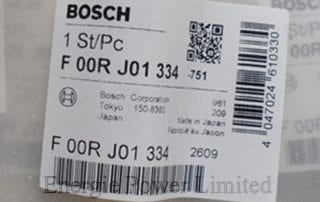 BOSCH
1 St/Pc
F 00R J01 334 -751
Bosch Corporation
Tokyo 150-8360
Japan
961
209
Made in Japan
Fabriqué au Japon
F 00R J01 334 2609
4 047024 610330
Energie Power Limited